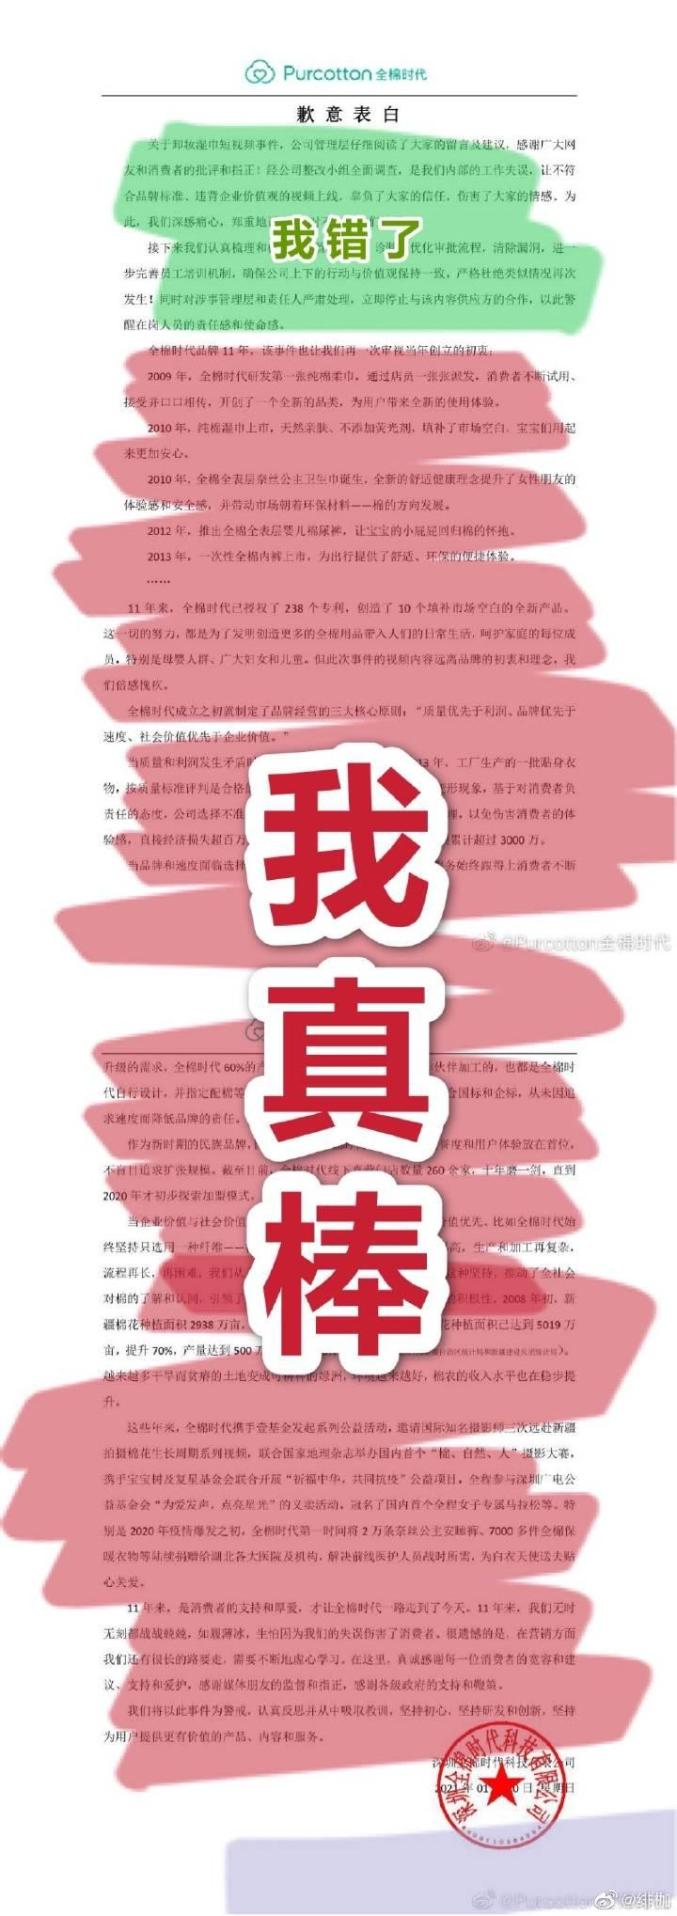 Purcotton 全棉时代
歉意表白
关于卸妆湿巾短视频事件，公司管理层仔细阅读了大家的留言及建议，感谢广大网
友和消费者的批评和指正！经公司整改小组全面调查，是我们内部的工作失误，让不符
合品牌标准、违背企业价值观的视频上线，辜负了大家的信任，伤害了大家的情感。为
此，我们深感痛心，郑重地
我错了
接下来我们认真梳理和 优化审批流程，清除漏洞，进一
步完善员工培训机制，确保公司上下的行动与价值观保持一致，严格杜绝类似情况再次
发生！同时对涉事管理层和责任人严肃处理，立即停止与该内容供应方的合作，以此警
醒在岗人员的责任感和使命感。
全棉时代品牌 11 年，该事件也让我们再一次审视当年创立的初衷：
2009 年，全棉时代研发第一张纯棉柔巾，通过店员一张张派发，消费者不断试用、
接受并口口相传，开创了一个全新的品类，为用户带来全新的使用体验。
2010 年，纯棉湿巾上市，天然亲肤、不添加荧光剂，填补了市场空白，宝宝们用起
来更加安心。
2010 年，全棉全表层奈丝公主卫生巾诞生，全新的舒适健康理念提升了女性朋友的
体验感和安全感，并带动市场朝着环保材料——棉的方向发展。
2012 年，推出全棉全表层婴儿棉尿裤，让宝宝的小屁屁回归棉的怀抱。
2013 年，一次性全棉内裤上市，为出行提供了舒适、环保的便捷体验。
……
11 年来，全棉时代已授权了 238 个专利，创造了 10 个填补市场空白的全新产品。
这一切的努力，都是为了发明创造更多的全棉用品带入人们的日常生活，呵护家庭的每位成
员，特别是母婴人群、广大妇女和儿童。但此次事件的视频内容远离品牌的初衷和理念，我
们倍感愧疚。
全棉时代成立之初就制定了品牌经营的三大核心原则：“质量优先于利润、品牌优先于
速度、社会价值优先于企业价值。”
当质量和利润发生矛盾时 13 年，工厂生产的一批贴身衣
物，按质量标准评判是合格的 变形现象，基于对消费者负
责任的态度，公司选择不准 理，以免伤害消费者的体
验感，直接经济损失超百万 累计超过 3000 万。
当品牌和速度面临选择 服务始终跟得上消费者不断
@Purcotton全棉时代
升级的需求，全棉时代 60%的产 伙伴加工的，也都是全棉时
代自行设计，并指定配棉等 合国标和企标，从未因追
求速度而降低品牌的责任。
作为新时期的民族品牌， 餐度和用户体验放在首位，
不盲目追求扩张规模。截至目前，全棉时代线下直营门店数量 260 余家，十年磨一剑，直到
2020 年才初步探索加盟模式。
当企业价值与社会价值 价值优先。比如全棉时代始
终坚持只选用一种纤维—— 高，生产和加工再复杂，
流程再长，再困难，我们从 这种坚持，推动了全社会
对棉的了解和认同，引领了 的积极性。2008 年初，新
疆棉花种植面积 2938 万亩， 花种植面积已达到 5019 万
亩，提升 70%，产量达到 500 万
越来越多干旱而贫瘠的土地变成可耕种的绿洲，环境越来越好，棉农的收入水平也在稳步提
升。
这些年来，全棉时代携手壹基金发起系列公益活动，邀请国际知名摄影师三次远赴新疆
拍摄棉花生长周期系列视频，联合国家地理杂志举办国内首个“棉、自然、人”摄影大赛，
携手宝宝树及复星基金会联合开展“祈福中华，共同抗疫”公益项目，全程参与深圳广电公
益基金会“为爱发声，点亮星光”的义卖活动，冠名了国内首个全程女子专属马拉松等。特
别是 2020 年疫情爆发之初，全棉时代第一时间将 2 万条奈丝公主安睡裤、7000 多件全棉保
暖衣物等陆续捐赠给湖北各大医院及机构，解决前线医护人员战时所需，为白衣天使送去贴
心关爱。
11 年来，是消费者的支持和厚爱，才让全棉时代一路走到了今天。11 年来，我们无时
无刻都战战兢兢，如履薄冰，生怕因为我们的失误伤害了消费者。很遗憾的是，在营销方面
我们还有很长的路要走，需要不断地虚心学习。在这里，真诚感谢每一位消费者的宽容和建
议、支持和爱护，感谢媒体朋友的监督和指正，感谢各级政府的支持和鞭策。
我们将以此事件为警戒，认真反思并从中吸取教训，坚持初心、坚持研发和创新，坚持
为用户提供更有价值的产品、内容和服务。
深圳全棉时代科技有限公司
2021 年 01 日 星期日
深圳全棉时代科技有限公司
我
真
棒
@Purcotton
@绯枷